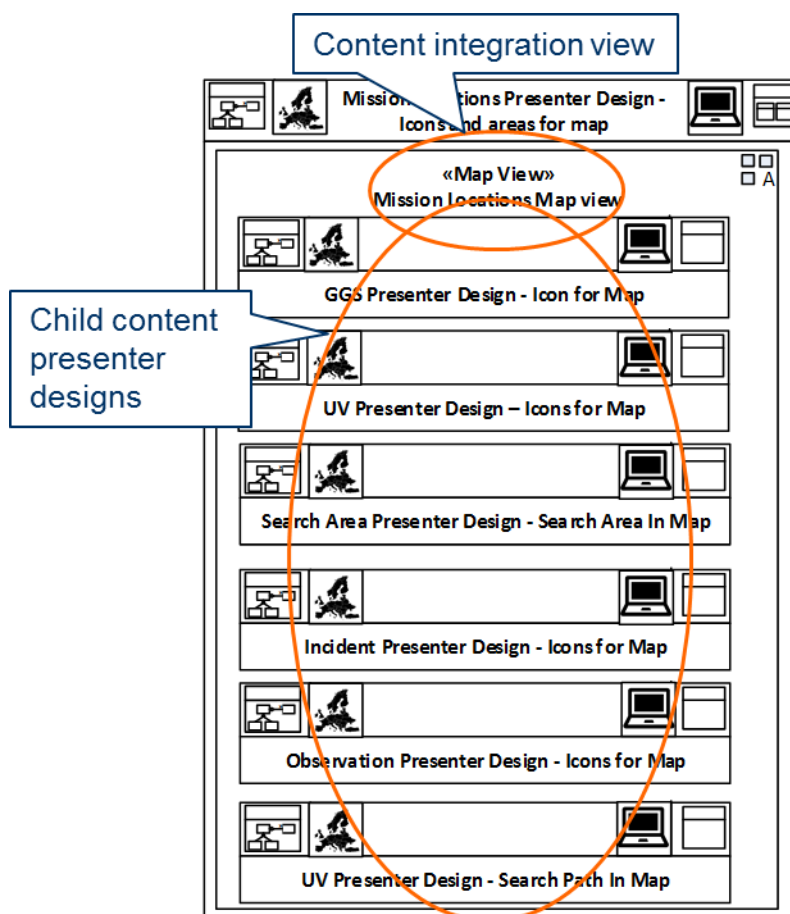 Content integration view
Mission Locations Presenter Design -
Icons and areas for map
«Map View»
A
Mission Locations Map view
GGS Presenter Design - Icon for Map
Child content
presenter
designs
UV Presenter Design – Icons for Map
Search Area Presenter Design - Search Area In Map
Incident Presenter Design - Icons for Map
Observation Presenter Design - Icons for Map
UV Presenter Design - Search Path In Map